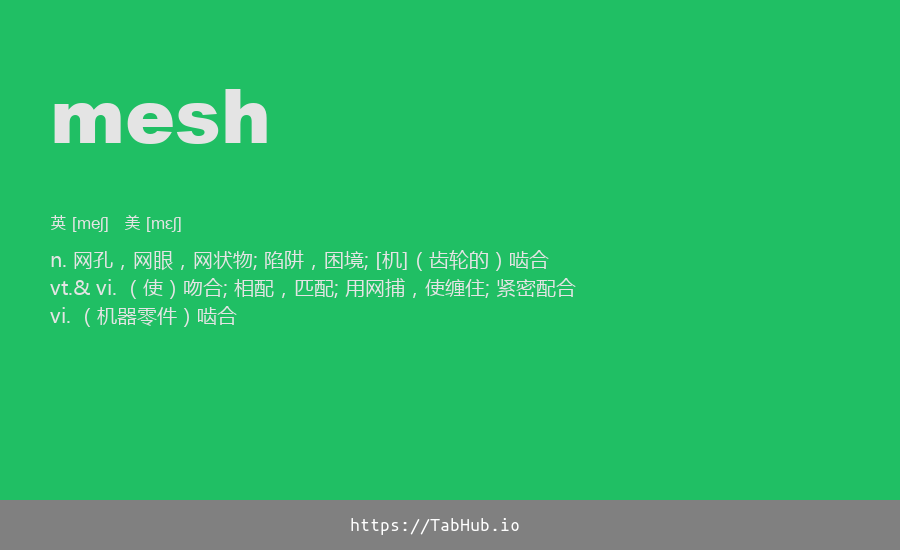 mesh
英 [meʃ] 美 [mɛʃ]
n. 网孔，网眼，网状物; 陷阱，困境; [机]（齿轮的）啮合
vt.& vi. （使）吻合; 相配，匹配; 用网捕，使缠住; 紧密配合
vi. （机器零件）啮合
https://TabHub.io